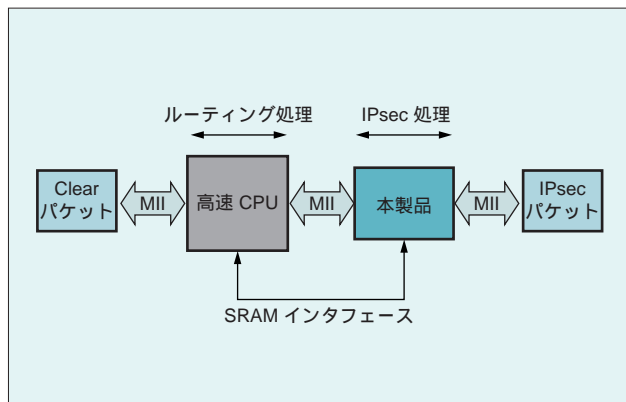 ルーティング処理
IPsec 処理
Clear
パケット
MII
高速 CPU
MII
本製品
MII
IPsec
パケット
SRAM インタフェース